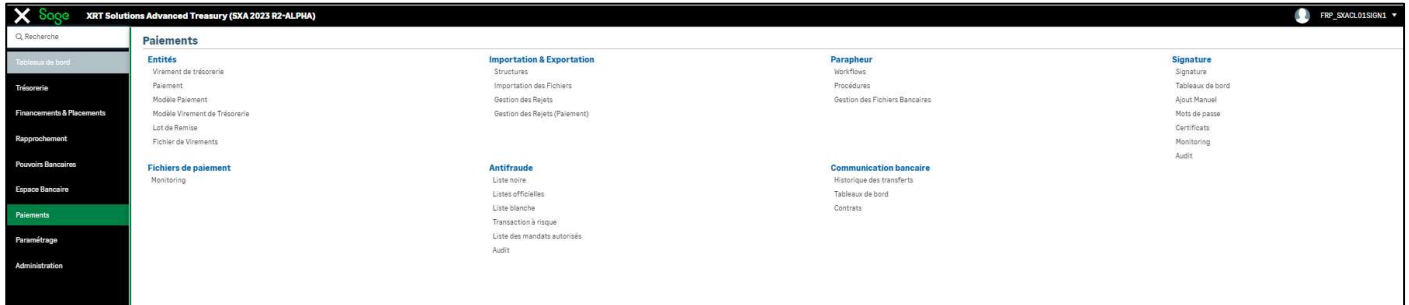 Sage XRT Solutions Advanced Treasury (SXA 2023 R2-ALPHA) FRP_SXACL01SIGN1
Recherche
Tableaux de bord
Trésorerie
Financements & Placements
Rapprochement
Pouvoirs Bancaires
Espace Bancaire
Paiements
Paramétrage
Administration
Paiements
Entités
Virement de trésorerie
Paiement
Modèle Paiement
Modèle Virement de Trésorerie
Lot de Remise
Fichier de Virements
Importation & Exportation
Structures
Importation des Fichiers
Gestion des Rejets
Gestion des Rejets (Paiement)
Parapheur
Workflows
Procédures
Gestion des Fichiers Bancaires
Signature
Signature
Tableaux de bord
Ajout Manuel
Mots de passe
Certificats
Monitoring
Audit
Fichiers de paiement
Monitoring
Antifraude
Liste noire
Listes officielles
Liste blanche
Transaction à risque
Liste des mandats autorisés
Audit
Communication bancaire
Historique des transferts
Tableaux de bord
Contrats